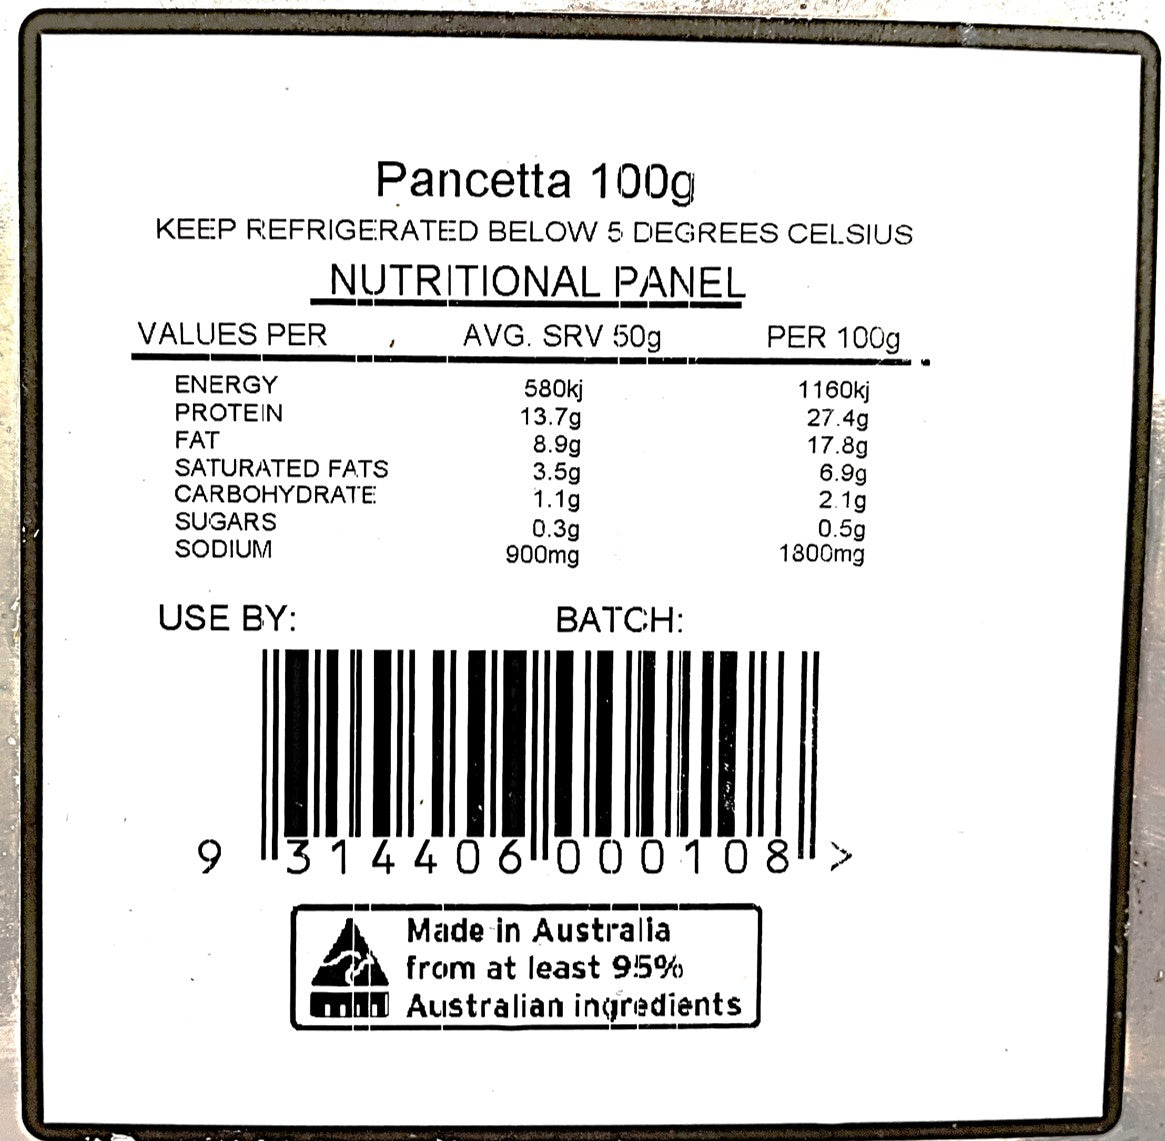 Pancetta 100g
KEEP REFRIGERATED BELOW 5 DEGREES CELSIUS
NUTRITIONAL PANEL
VALUES PER AVG. SRV 50g PER 100g
ENERGY 580kj 1160kj
PROTEIN 13.7g 27.4g
FAT 8.9g 17.8g
SATURATED FATS 3.5g 6.9g
CARBOHYDRATE 1.1g 2.1g
SUGARS 0.3g 0.5g
SODIUM 900mg 1800mg
USE BY: BATCH:
9 314406 000108 >
Made in Australia
from at least 95%
Australian ingredients